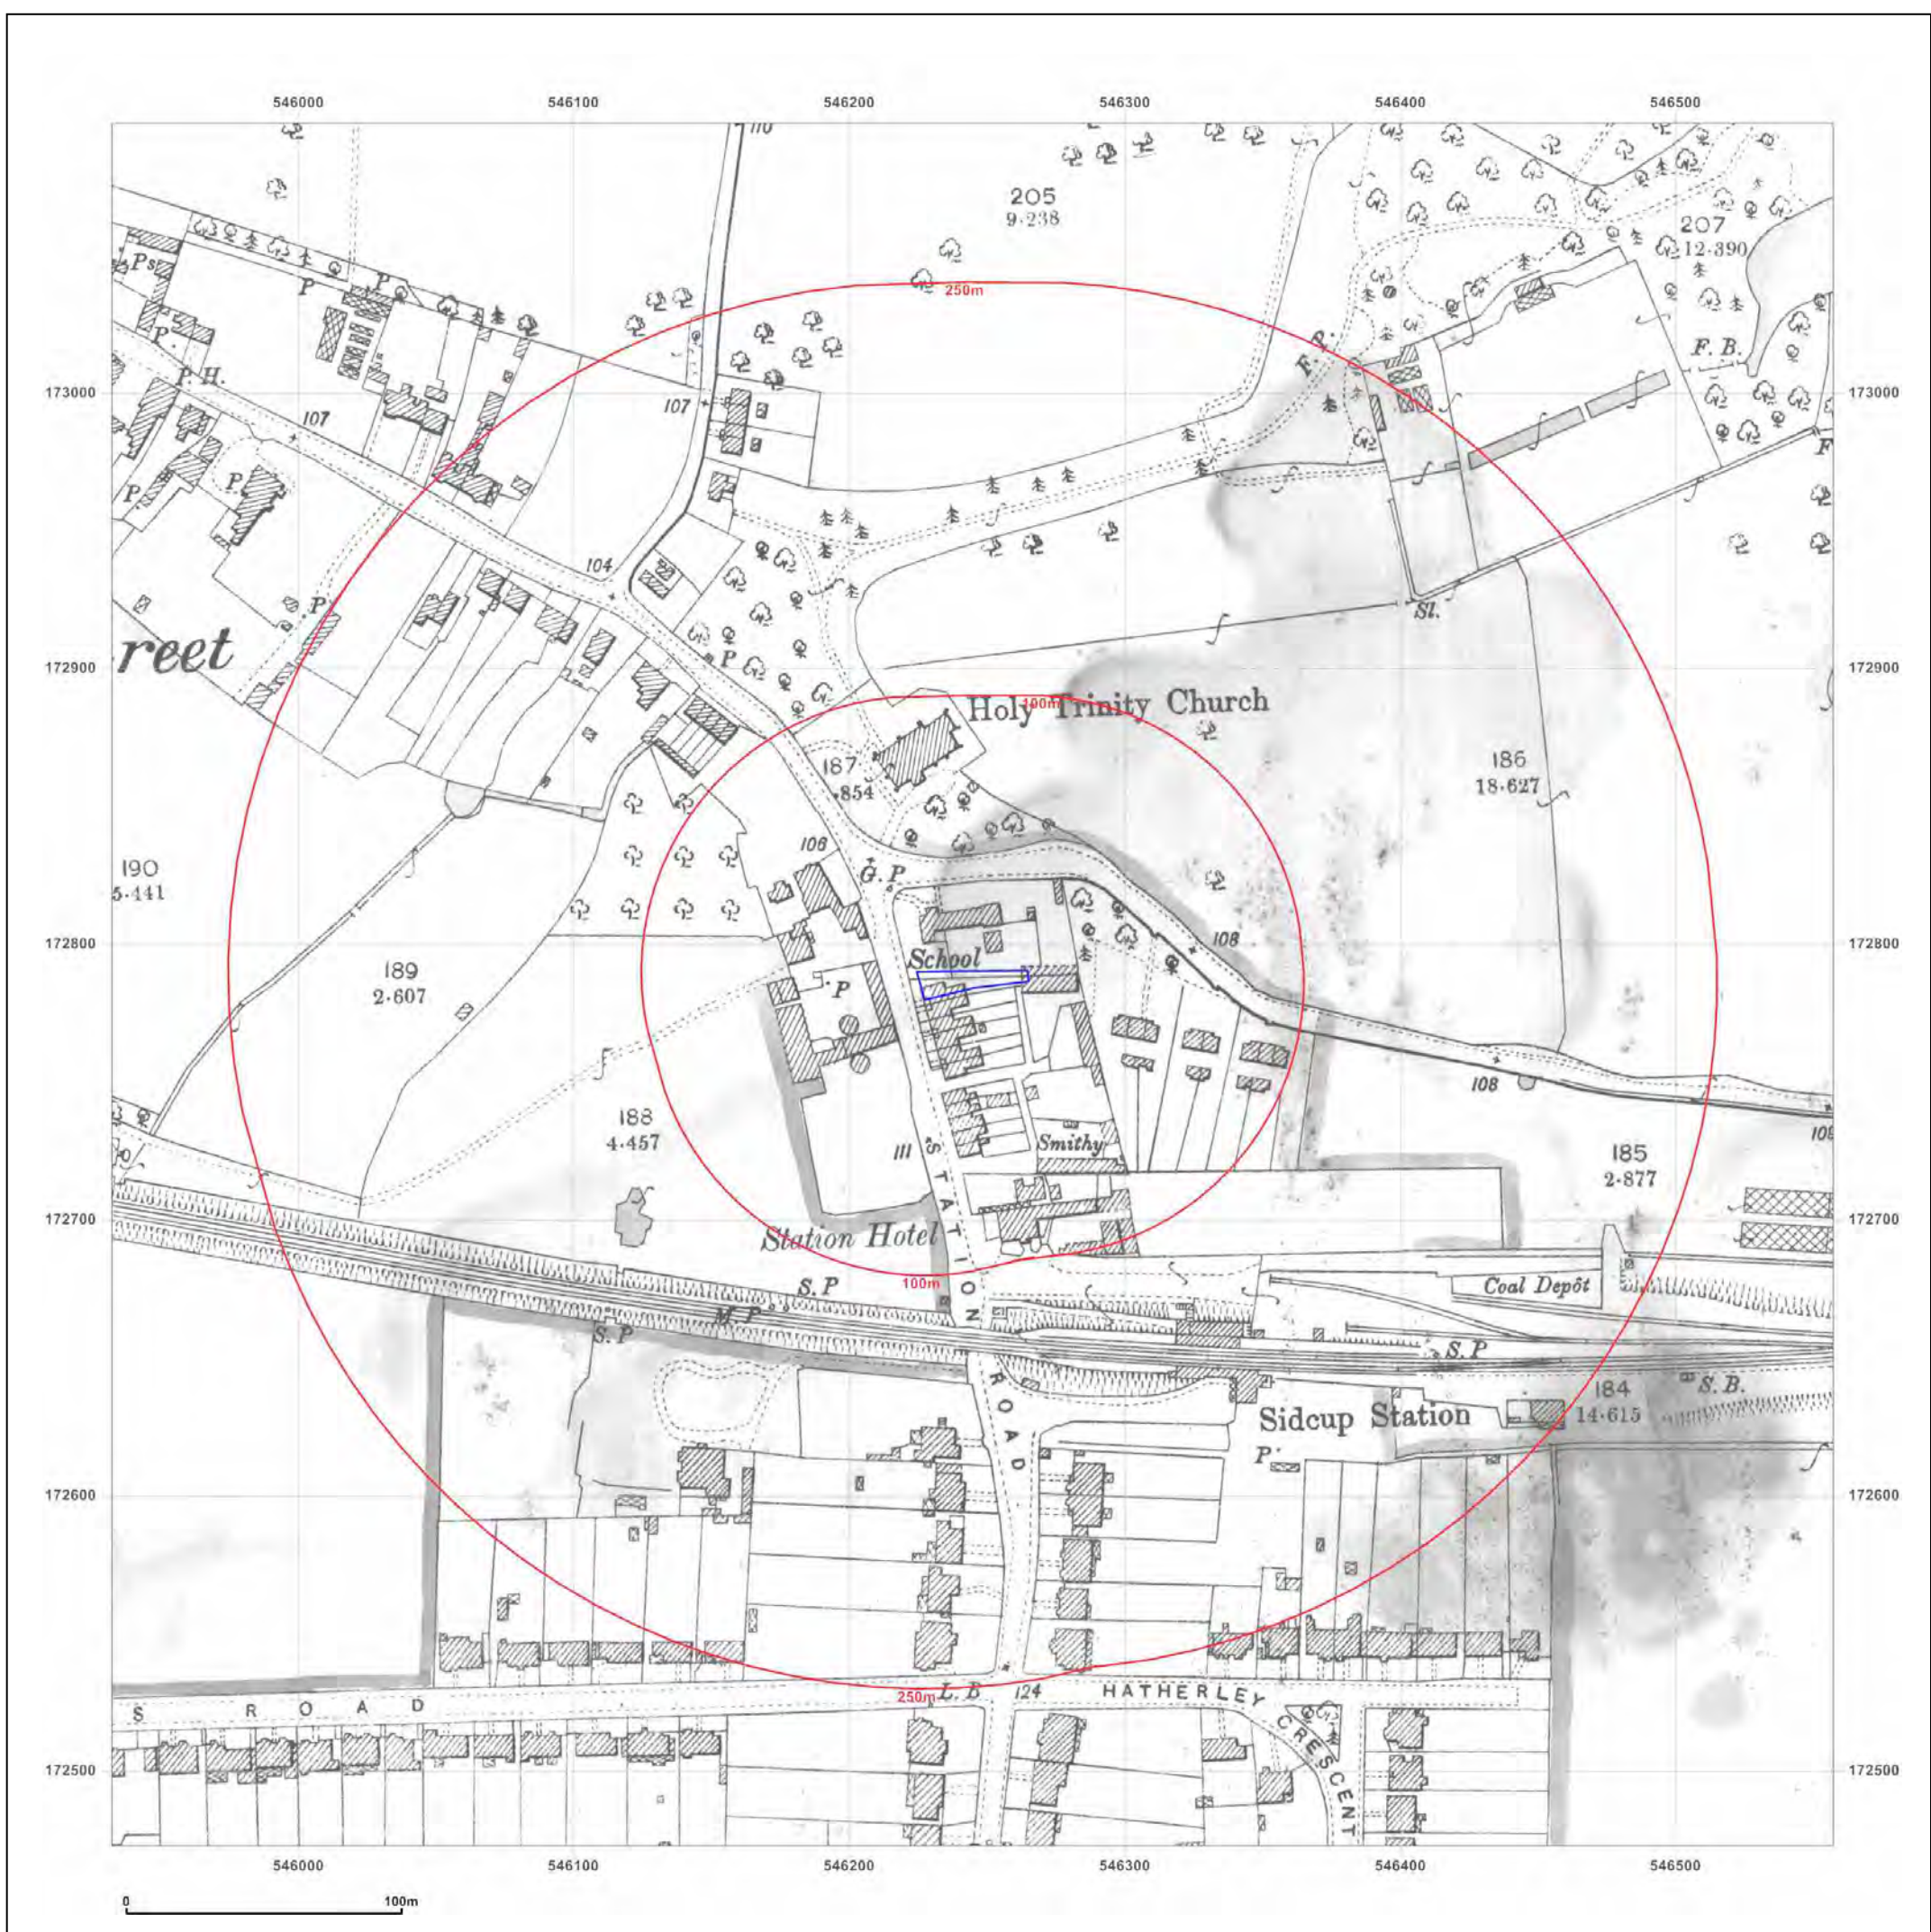 546000 546100 546200 546300 546400 546500
110
205
9·238
207
12·390
Ps
P
P
250m
F. P.
P.
F. B.
P. H.
173000
107
173000
107
F
P
P
104
Sl.
P
P
reet
172900
172900
Holy Trinity Church
100m
186
18·627
187
·854
106
190
5·441
G. P
172800
108
172800
School
189
2·607
P
108
188
4·457
111
Smithy
185
2·877
108
172700
172700
Station Hotel
STATION ROAD
100m
Coal Depôt
S. P
M. P
S. P
S. P
184
14·615
S. B.
Sidcup Station
P
172600
172600
250m
L. B
124
HATHERLEY CRESCENT
S ROAD
172500
172500
546000 546100 546200 546300 546400 546500
0 100m